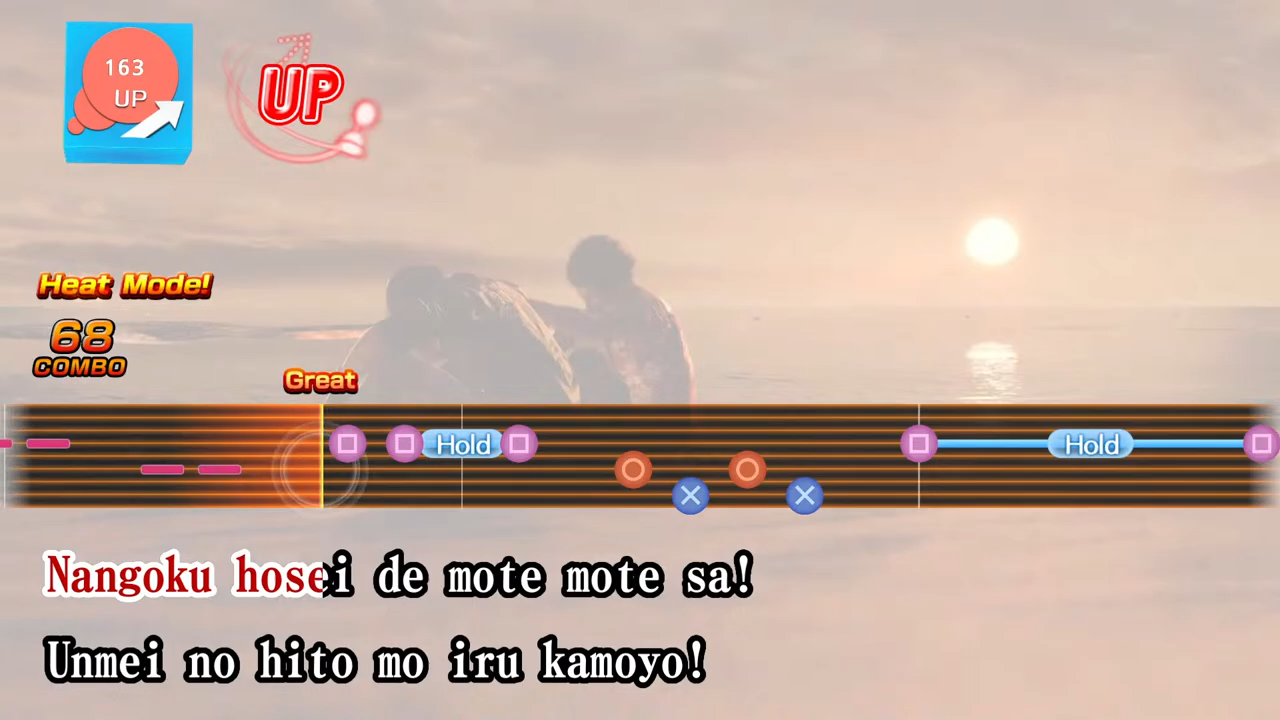 163
UP
UP
Heat Mode!
68
COMBO
Great
Hold
Hold
Nangoku hosei de mote mote sa!
Unmei no hito mo iru kamoyo!